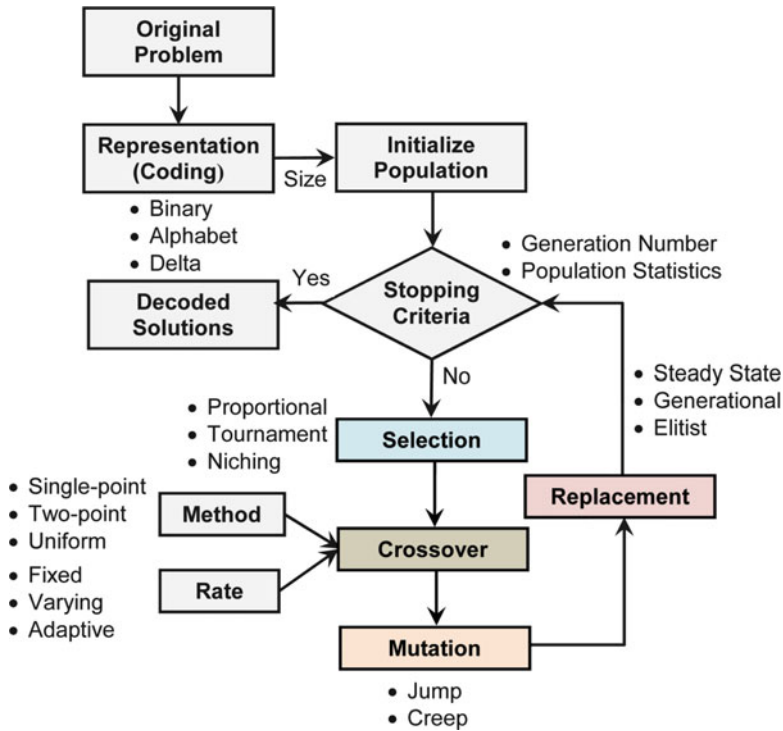 Original
Problem
Representation
(Coding)
Size
Initialize
Population
• Binary
• Alphabet
• Delta
• Generation Number
• Population Statistics
Yes
Decoded
Solutions
Stopping
Criteria
No
• Steady State
• Generational
• Elitist
• Proportional
• Tournament
• Niching
Selection
Replacement
• Single-point
• Two-point
• Uniform
Method
Crossover
• Fixed
• Varying
• Adaptive
Rate
Mutation
• Jump
• Creep